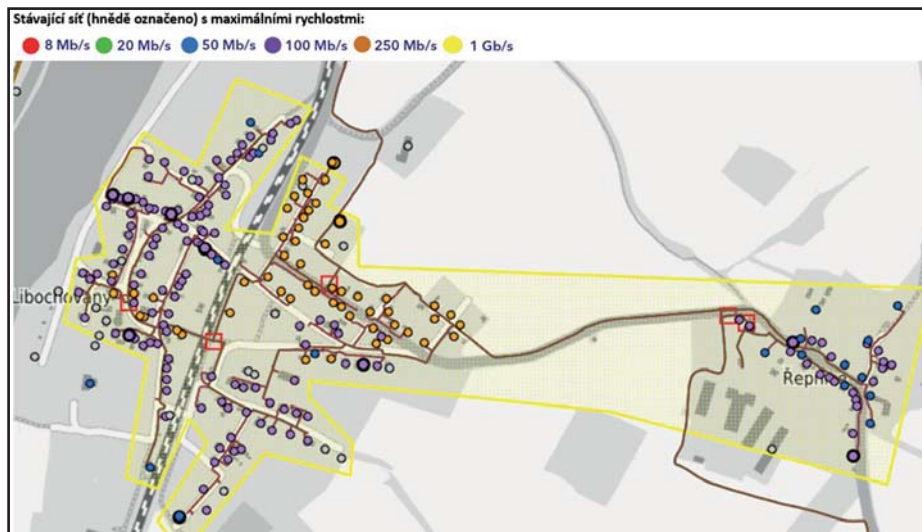 Stávající síť (hnědě označeno) s maximálními rychlostmi:
8 Mb/s 20 Mb/s 50 Mb/s 100 Mb/s 250 Mb/s 1 Gb/s
Libochovany